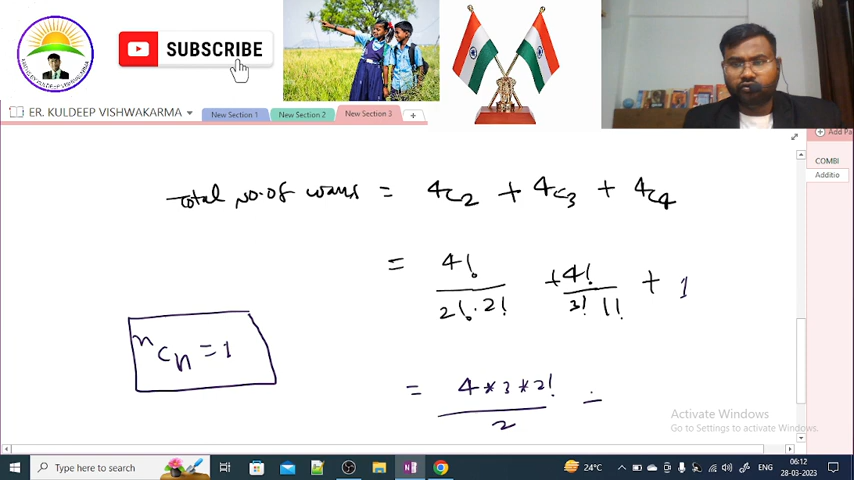 SUBSCRIBE
ER. KULDEEP VISHWAKARMA
New Section 1
New Section 2
New Section 3
+
Add Pa
COMBI
Additio
Total No. of ways = 4C2 + 4C3 + 4C4
= 4! / 2!.2! + 4! / 3! 1! + 1
nCn = 1
= 4*3*2! / 2
Activate Windows
Go to Settings to activate Windows.
Type here to search
24°C
ENG
06:12
28-03-2023